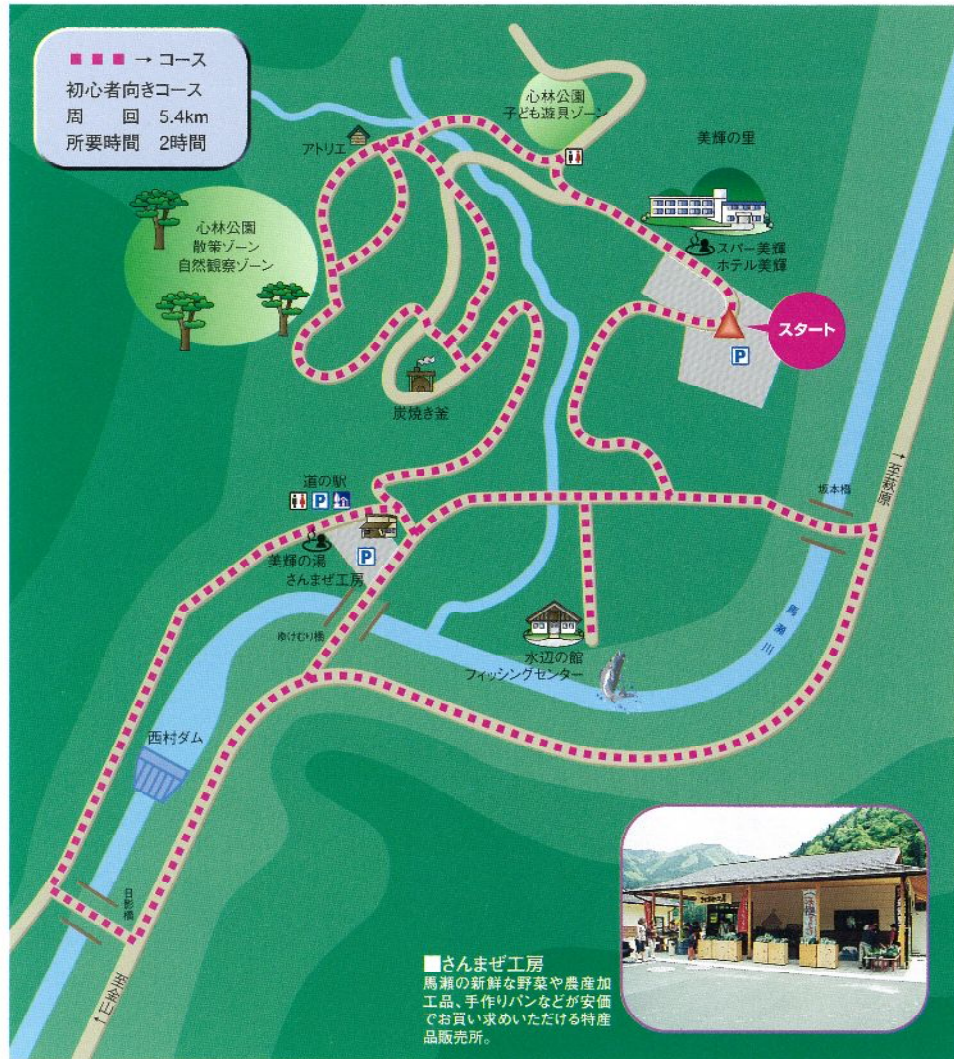 → コース
初心者向きコース
周　回 5.4km
所要時間 2時間
心林公園
子ども遊具ゾーン
アトリエ
美輝の里
スパー美輝
ホテル美輝
スタート
P
心林公園
散策ゾーン
自然観察ゾーン
炭焼き釜
道の駅
P
美輝の湯
P
さんまぜ工房
ゆけむり橋
坂本橋
→至萩原
馬瀬川
水辺の館
フィッシングセンター
西村ダム
日影橋
至金山→
■さんまぜ工房
馬瀬の新鮮な野菜や農産加
工品、手作りパンなどが安価
でお買い求めいただける特産
品販売所。